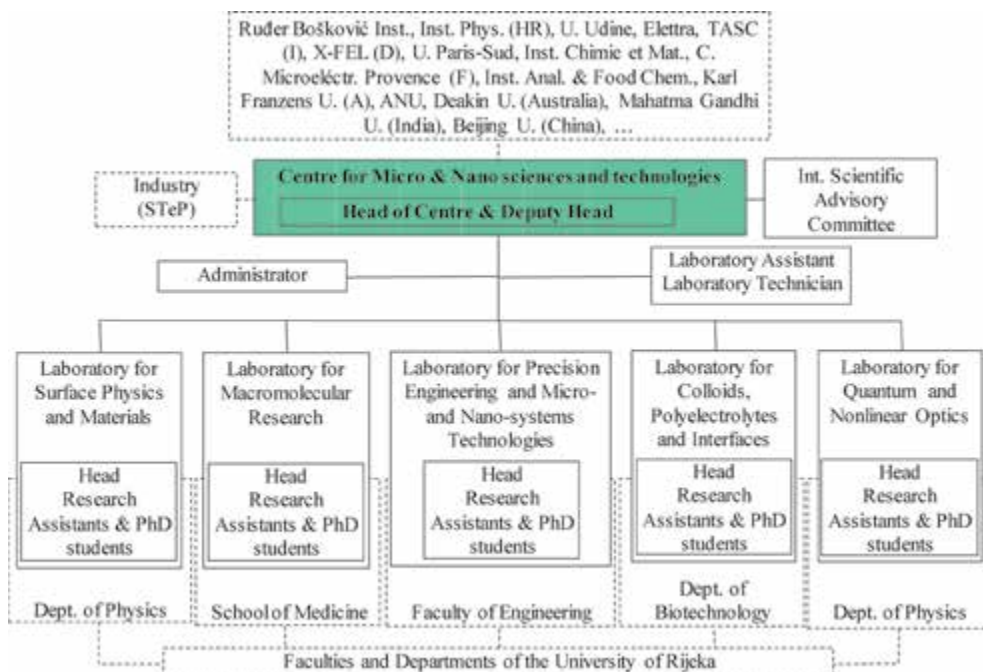 Ruđer Bošković Inst., Inst. Phys. (HR), U. Udine, Elettra, TASC
(I), X-FEL (D), U. Paris-Sud, Inst. Chimie et Mat., C.
Microeléctr. Provence (F), Inst. Anal. & Food Chem., Karl
Franzens U. (A), ANU, Deakin U. (Australia), Mahatma Gandhi
U. (India), Beijing U. (China), ...
Industry
(STeP)
Centre for Micro & Nano sciences and technologies
Head of Centre & Deputy Head
Int. Scientific
Advisory
Committee
Administrator
Laboratory Assistant
Laboratory Technician
Laboratory for
Surface Physics
and Materials
Head
Research
Assistants & PhD
students
Dept. of Physics
Laboratory for
Macromolecular
Research
Head
Research
Assistants & PhD
students
School of Medicine
Laboratory for Precision
Engineering and Micro-
and Nano-systems
Technologies
Head
Research
Assistants & PhD
students
Faculty of Engineering
Laboratory for
Colloids,
Polyelectrolytes
and Interfaces
Head
Research
Assistants & PhD
students
Dept. of
Biotechnology
Laboratory for
Quantum and
Nonlinear Optics
Head
Research
Assistants & PhD
students
Dept. of Physics
Faculties and Departments of the University of Rijeka